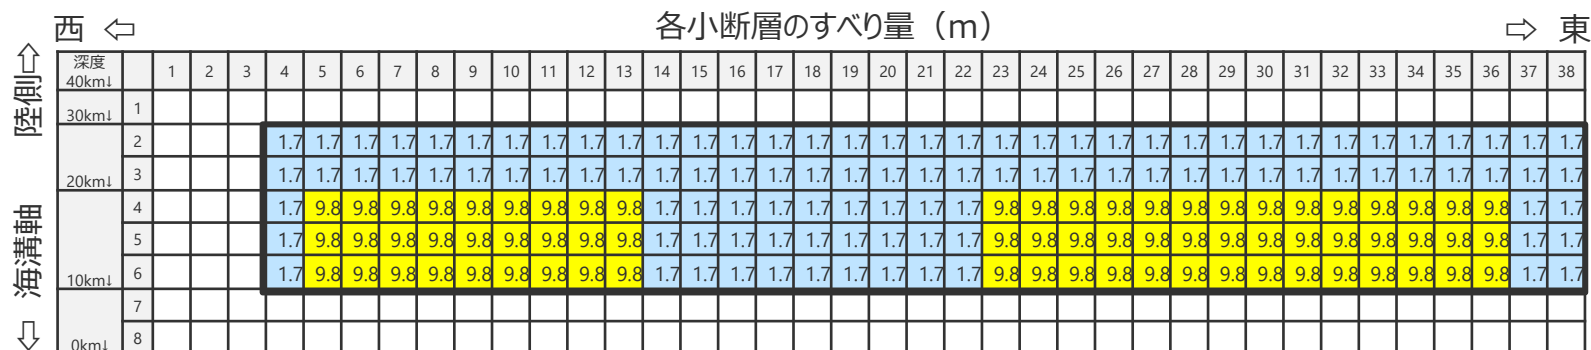 西 ⇦ 各小断層のすべり量（m） ⇨ 東
⇦ 海溝軸 陸側 ⇨
深度
40km↓ 1 2 3 4 5 6 7 8 9 10 11 12 13 14 15 16 17 18 19 20 21 22 23 24 25 26 27 28 29 30 31 32 33 34 35 36 37 38
30km↓ 1
2 1.7 1.7 1.7 1.7 1.7 1.7 1.7 1.7 1.7 1.7 1.7 1.7 1.7 1.7 1.7 1.7 1.7 1.7 1.7 1.7 1.7 1.7 1.7 1.7 1.7 1.7 1.7 1.7 1.7 1.7 1.7 1.7 1.7 1.7 1.7
20km↓ 3 1.7 1.7 1.7 1.7 1.7 1.7 1.7 1.7 1.7 1.7 1.7 1.7 1.7 1.7 1.7 1.7 1.7 1.7 1.7 1.7 1.7 1.7 1.7 1.7 1.7 1.7 1.7 1.7 1.7 1.7 1.7 1.7 1.7 1.7 1.7
4 1.7 9.8 9.8 9.8 9.8 9.8 9.8 9.8 9.8 9.8 1.7 1.7 1.7 1.7 1.7 1.7 1.7 1.7 1.7 9.8 9.8 9.8 9.8 9.8 9.8 9.8 9.8 9.8 9.8 9.8 9.8 9.8 9.8 1.7 1.7
5 1.7 9.8 9.8 9.8 9.8 9.8 9.8 9.8 9.8 9.8 1.7 1.7 1.7 1.7 1.7 1.7 1.7 1.7 1.7 9.8 9.8 9.8 9.8 9.8 9.8 9.8 9.8 9.8 9.8 9.8 9.8 9.8 9.8 1.7 1.7
10km↓ 6 1.7 9.8 9.8 9.8 9.8 9.8 9.8 9.8 9.8 9.8 1.7 1.7 1.7 1.7 1.7 1.7 1.7 1.7 1.7 9.8 9.8 9.8 9.8 9.8 9.8 9.8 9.8 9.8 9.8 9.8 9.8 9.8 9.8 1.7 1.7
7
0km↓ 8